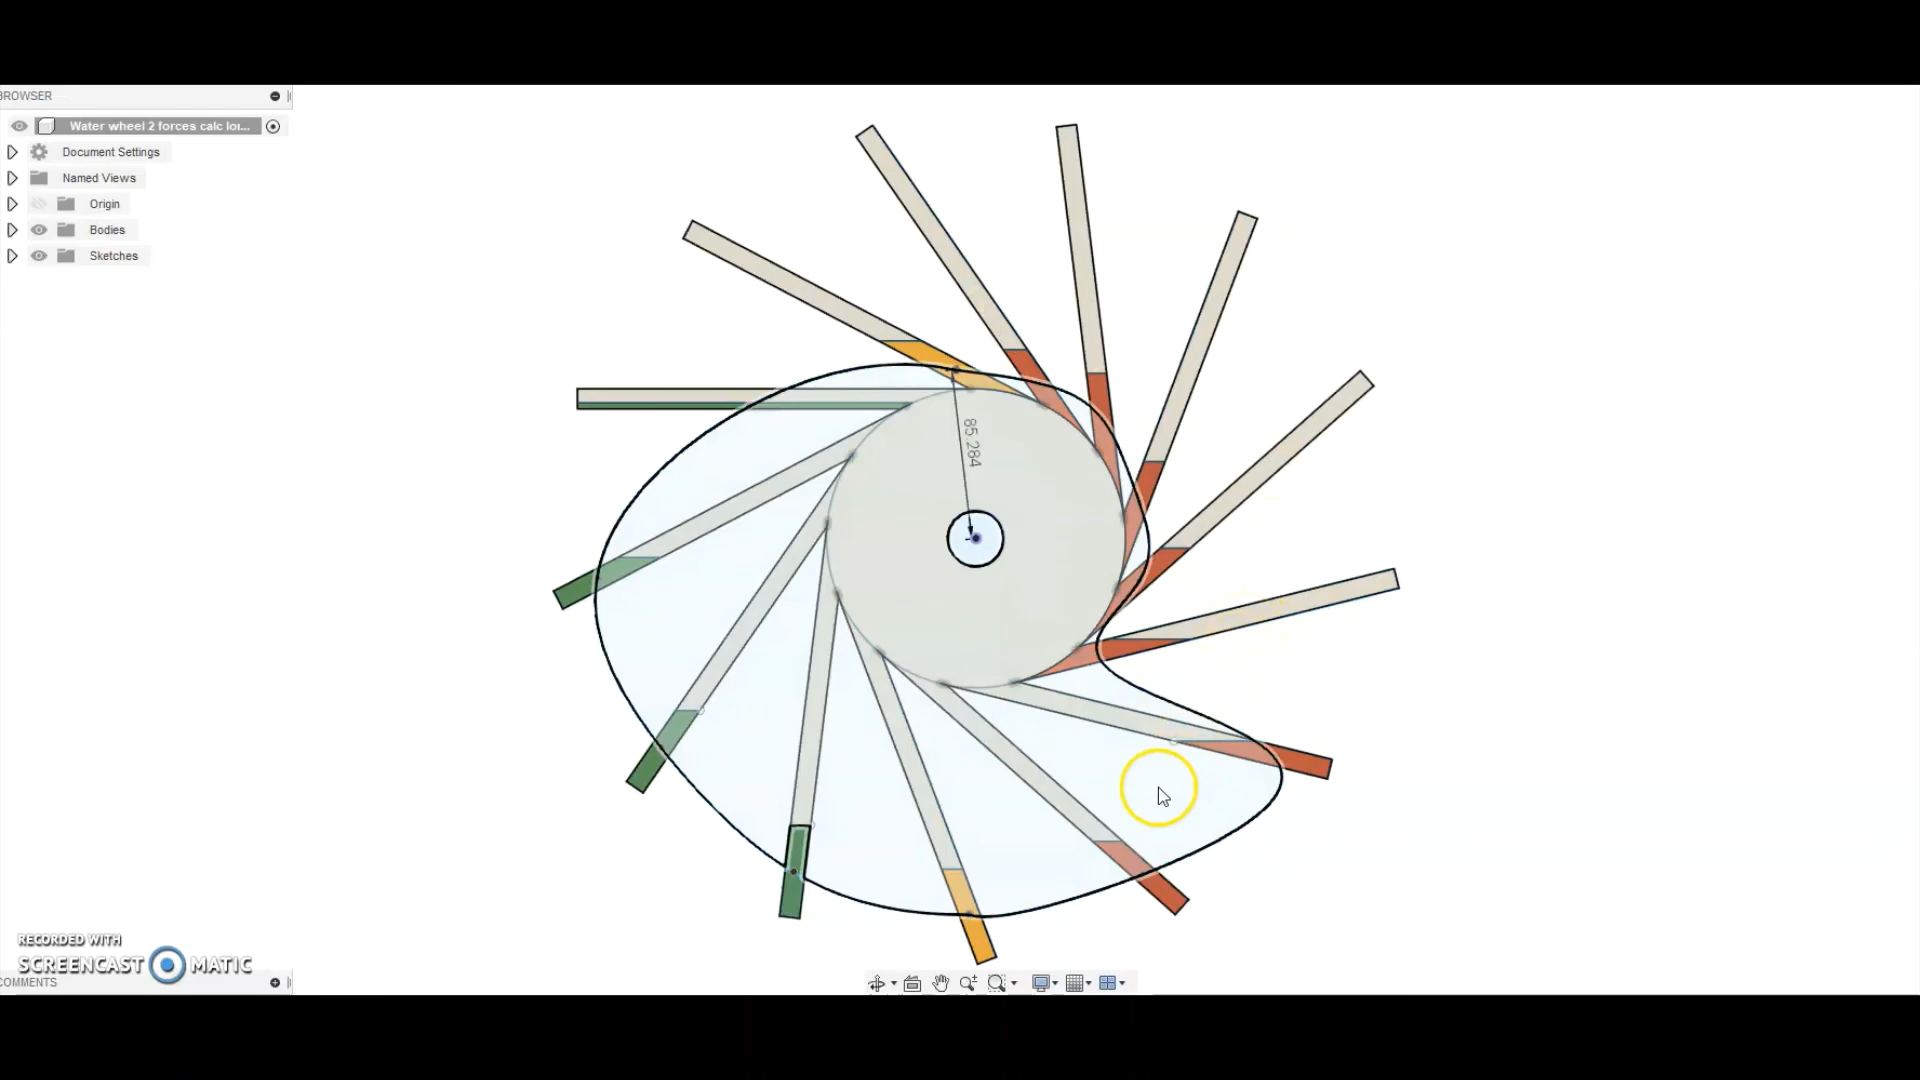 BROWSER
Water wheel 2 forces calc lon...
Document Settings
Named Views
Origin
Bodies
Sketches
85.284
RECORDED WITH
SCREENCAST MATIC
COMMENTS